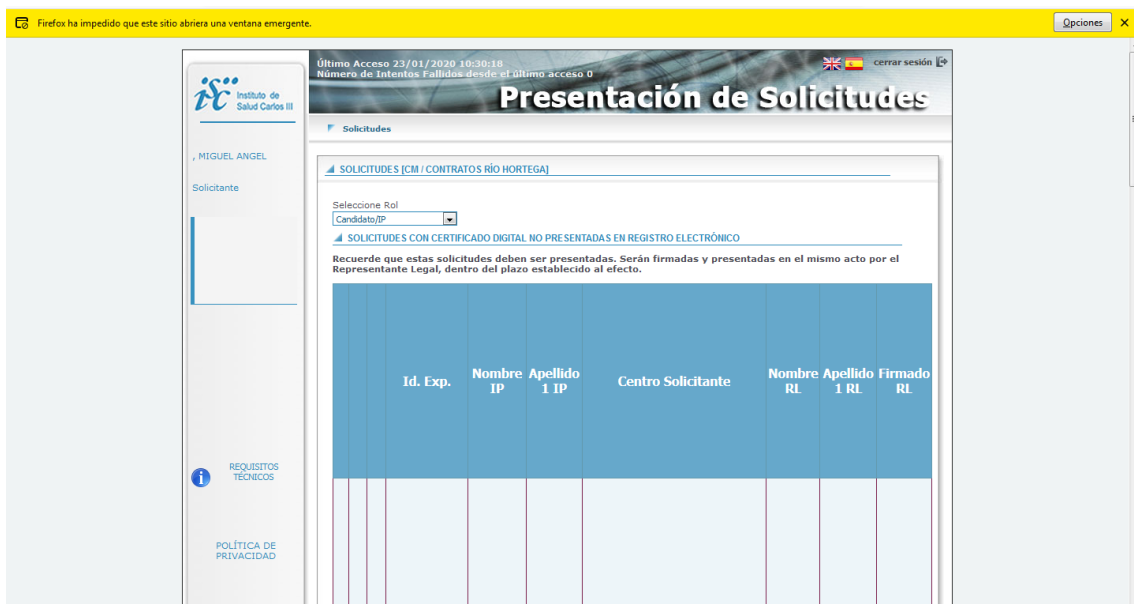 Firefox ha impedido que este sitio abriera una ventana emergente.
Opciones
Último Acceso 23/01/2020 10:30:18
Número de Intentos Fallidos desde el último acceso 0
cerrar sesión
Presentación de Solicitudes
isc
Instituto de
Salud Carlos III
Solicitudes
, MIGUEL ANGEL
Solicitante
SOLICITUDES [CM / CONTRATOS RÍO HORTEGA]
Seleccione Rol
Candidato/IP
SOLICITUDES CON CERTIFICADO DIGITAL NO PRESENTADAS EN REGISTRO ELECTRÓNICO
Recuerde que estas solicitudes deben ser presentadas. Serán firmadas y presentadas en el mismo acto por el
Representante Legal, dentro del plazo establecido al efecto.
Id. Exp.
Nombre IP
Apellido 1 IP
Centro Solicitante
Nombre RL
Apellido 1 RL
Firmado RL
REQUISITOS
TÉCNICOS
POLÍTICA DE
PRIVACIDAD